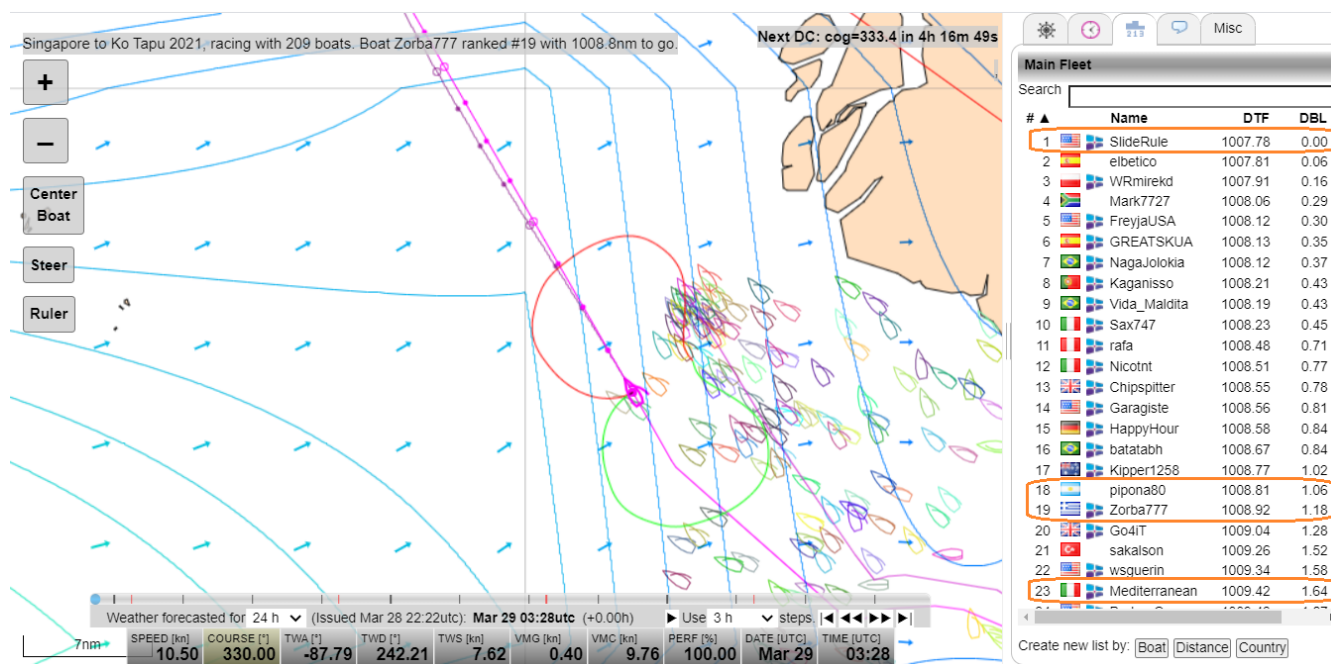 Singapore to Ko Tapu 2021, racing with 209 boats. Boat Zorba777 ranked #19 with 1008.8nm to go.
Next DC: cog=333.4 in 4h 16m 49s
+
−
Center
Boat
Steer
Ruler
Weather forecasted for 24 h (Issued Mar 28 22:22utc): Mar 29 03:28utc (+0.00h) Use 3 h steps.
7nm
SPEED [kn] COURSE [°] TWA [°] TWD [°] TWS [kn] VMG [kn] VMC [kn] PERF [%] DATE [UTC] TIME [UTC]
10.50 330.00 -87.79 242.21 7.62 0.40 9.76 100.00 Mar 29 03:28
213 Misc
Main Fleet
Search
# ▲ Name DTF DBL
1 SlideRule 1007.78 0.00
2 elbetico 1007.81 0.06
3 WRmirekd 1007.91 0.16
4 Mark7727 1008.06 0.29
5 FreyjaUSA 1008.12 0.30
6 GREATSKUA 1008.13 0.35
7 NagaJolokia 1008.12 0.37
8 Kaganisso 1008.21 0.43
9 Vida_Maldita 1008.19 0.43
10 Sax747 1008.23 0.45
11 rafa 1008.48 0.71
12 Nicotnt 1008.51 0.77
13 Chipspitter 1008.55 0.78
14 Garagiste 1008.56 0.81
15 HappyHour 1008.58 0.84
16 batatabh 1008.67 0.84
17 Kipper1258 1008.77 1.02
18 pipona80 1008.81 1.06
19 Zorba777 1008.92 1.18
20 Go4iT 1009.04 1.28
21 sakalson 1009.26 1.52
22 wsguerin 1009.34 1.58
23 Mediterranean 1009.42 1.64
Create new list by: Boat Distance Country